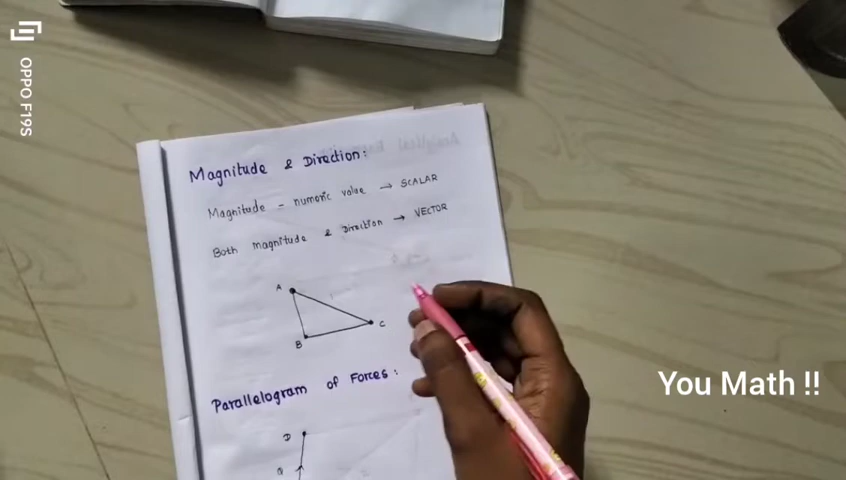 OPPO F19S
Magnitude & Direction:
Magnitude - numeric value → SCALAR
Both magnitude & Direction → VECTOR
A
B
C
Parallelogram of Forces:
D
Q
You Math !!